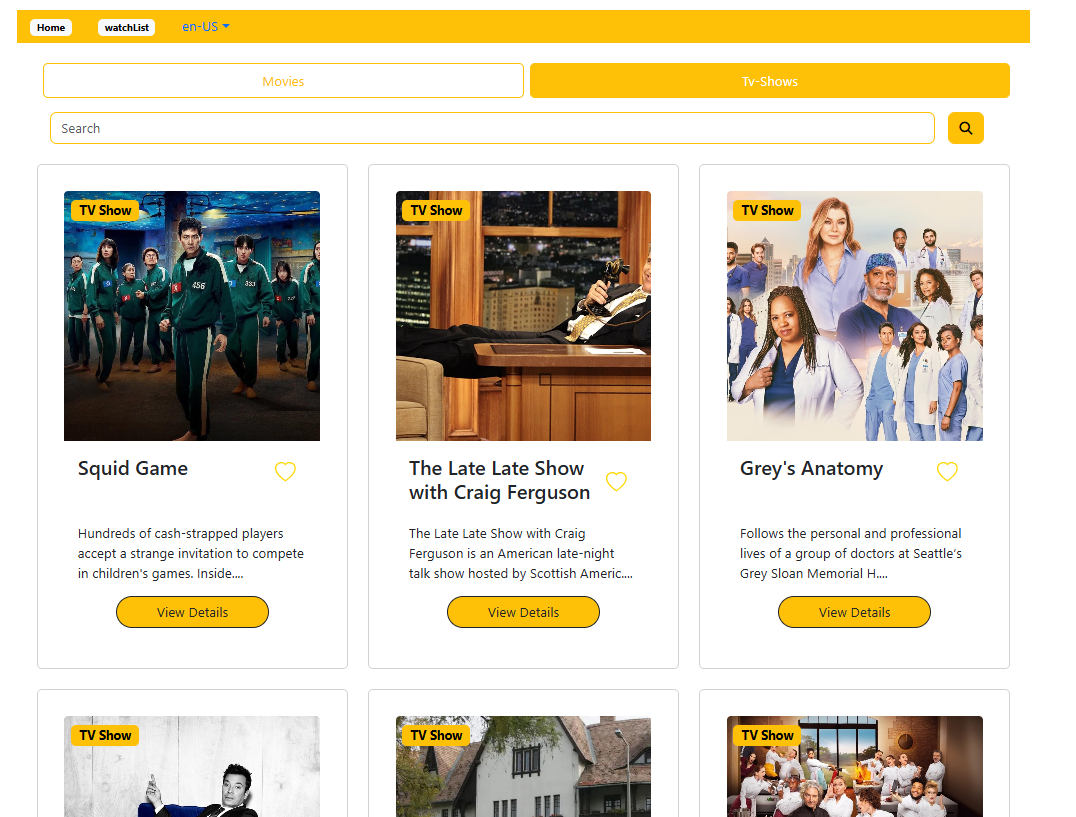 Home
watchList
en-US
Movies
Tv-Shows
Search
TV Show
TV Show
TV Show
456
Squid Game
The Late Late Show
with Craig Ferguson
Grey's Anatomy
Hundreds of cash-strapped players
accept a strange invitation to compete
in children's games. Inside....
The Late Late Show with Craig
Ferguson is an American late-night
talk show hosted by Scottish Americ....
Follows the personal and professional
lives of a group of doctors at Seattle’s
Grey Sloan Memorial H....
View Details
View Details
View Details
TV Show
TV Show
TV Show